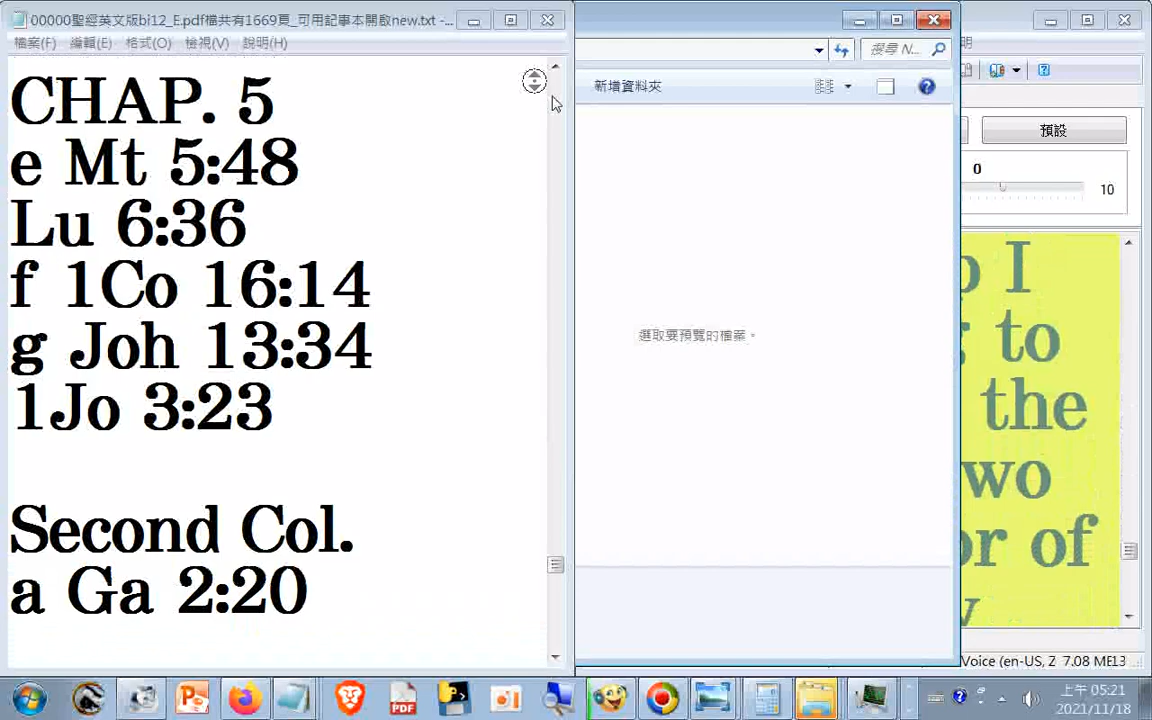 00000聖經英文版bi12_E.pdf檔共有1669頁_可用記事本開啟new.txt -...
檔案(F) 編輯(E) 格式(O) 檢視(V) 說明(H)
CHAP. 5
e Mt 5:48
Lu 6:36
f 1Co 16:14
g Joh 13:34
1Jo 3:23
Second Col.
a Ga 2:20
搜尋 N...
新增資料夾
選取要預覽的檔案。
明
預設
0
10
p I
g to
the
wo
or of
Voice (en-US, Z 7.08 ME13
上午 05:21
2021/11/18